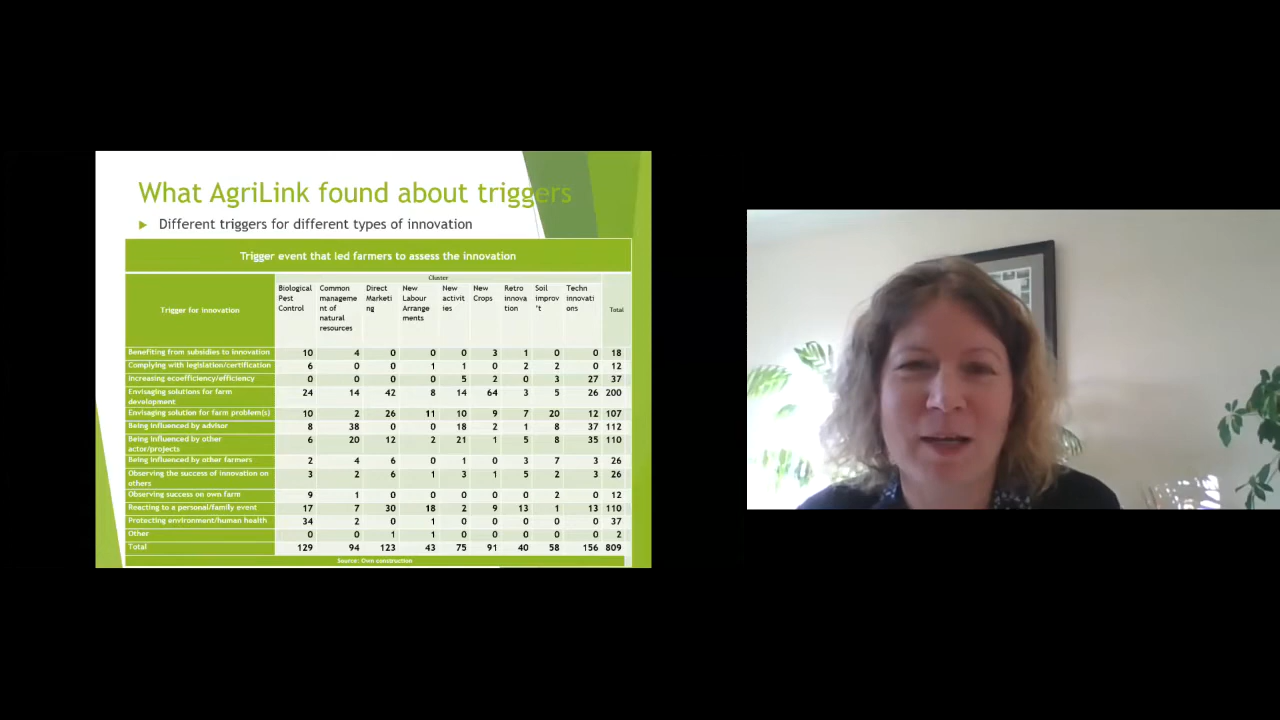 What AgriLink found about triggers
Different triggers for different types of innovation
Trigger event that led farmers to assess the innovation
Trigger for innovation
Cluster
Biological Pest Control
Common manageme nt of natural resources
Direct Marketi ng
New Labour Arrange ments
New activit ies
New Crops
Retro innova tion
Soil improv 't
Techn innovati ons
Total
Benefiting from subsidies to innovation 10 4 0 0 0 3 1 0 0 18
Complying with legislation/certification 6 0 0 1 1 0 2 2 0 12
Increasing ecoefficiency/efficiency 0 0 0 0 5 2 0 3 27 37
Envisaging solutions for farm development 24 14 42 8 14 64 3 5 26 200
Envisaging solution for farm problem(s) 10 2 26 11 10 9 7 20 12 107
Being influenced by advisor 8 38 0 0 18 2 1 8 37 112
Being influenced by other actor/projects 6 20 12 2 21 1 5 8 35 110
Being influenced by other farmers 2 4 6 0 1 0 3 7 3 26
Observing the success of innovation on others 3 2 6 1 3 1 5 2 3 26
Observing success on own farm 9 1 0 0 0 0 0 2 0 12
Reacting to a personal/family event 17 7 30 18 2 9 13 1 13 110
Protecting environment/human health 34 2 0 1 0 0 0 0 0 37
Other 0 0 1 1 0 0 0 0 0 2
Total 129 94 123 43 75 91 40 58 156 809
Source: Own construction